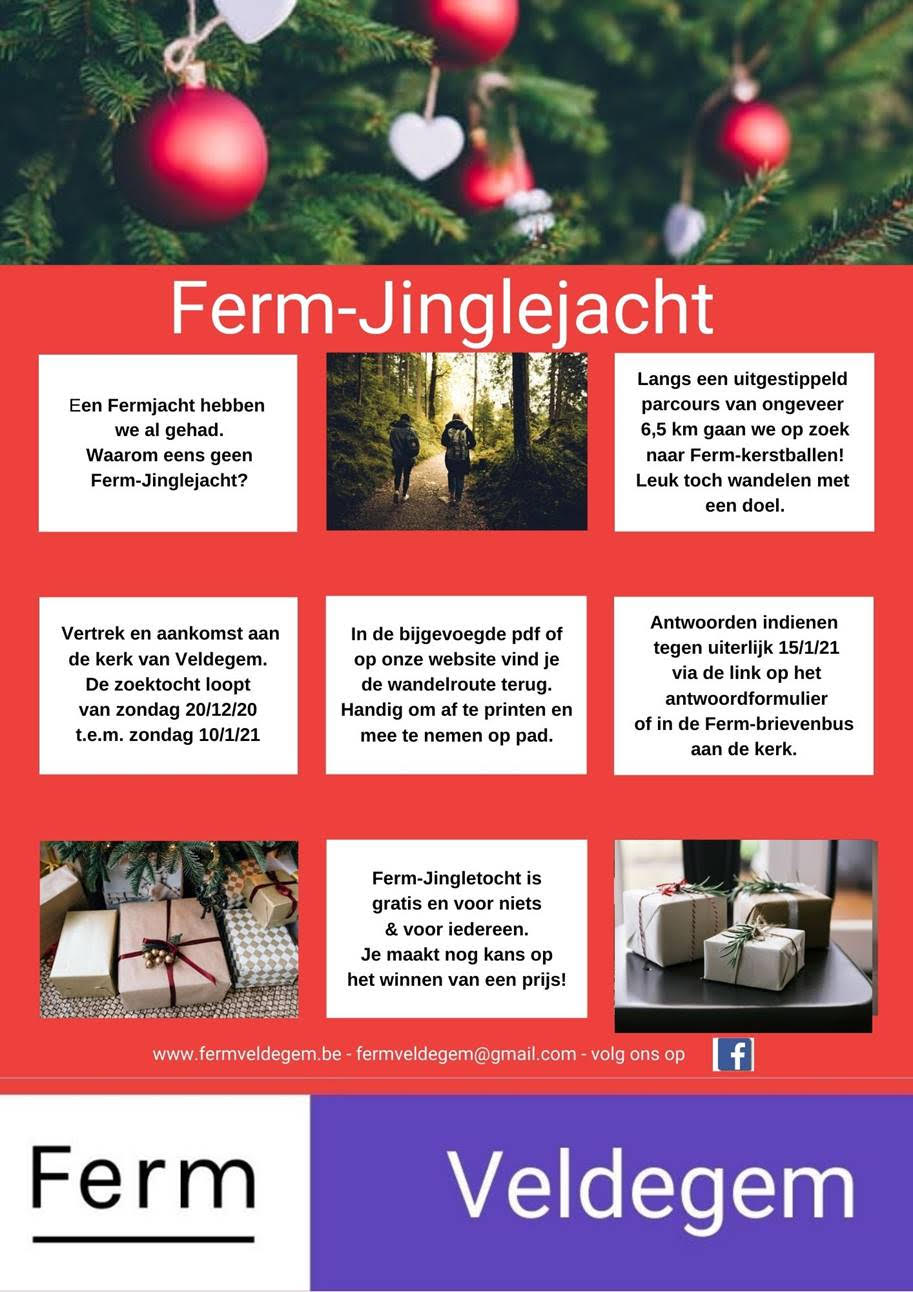 Ferm-Jinglejacht
Een Fermjacht hebben
we al gehad.
Waarom eens geen
Ferm-Jinglejacht?
Langs een uitgestippeld
parcours van ongeveer
6,5 km gaan we op zoek
naar Ferm-kerstballen!
Leuk toch wandelen met
een doel.
Vertrek en aankomst aan
de kerk van Veldegem.
De zoektocht loopt
van zondag 20/12/20
t.e.m. zondag 10/1/21
In de bijgevoegde pdf of
op onze website vind je
de wandelroute terug.
Handig om af te printen en
mee te nemen op pad.
Antwoorden indienen
tegen uiterlijk 15/1/21
via de link op het
antwoordformulier
of in de Ferm-brievenbus
aan de kerk.
Ferm-Jingletocht is
gratis en voor niets
& voor iedereen.
Je maakt nog kans op
het winnen van een prijs!
www.fermveldegem.be - fermveldegem@gmail.com - volg ons op f
Ferm
Veldegem